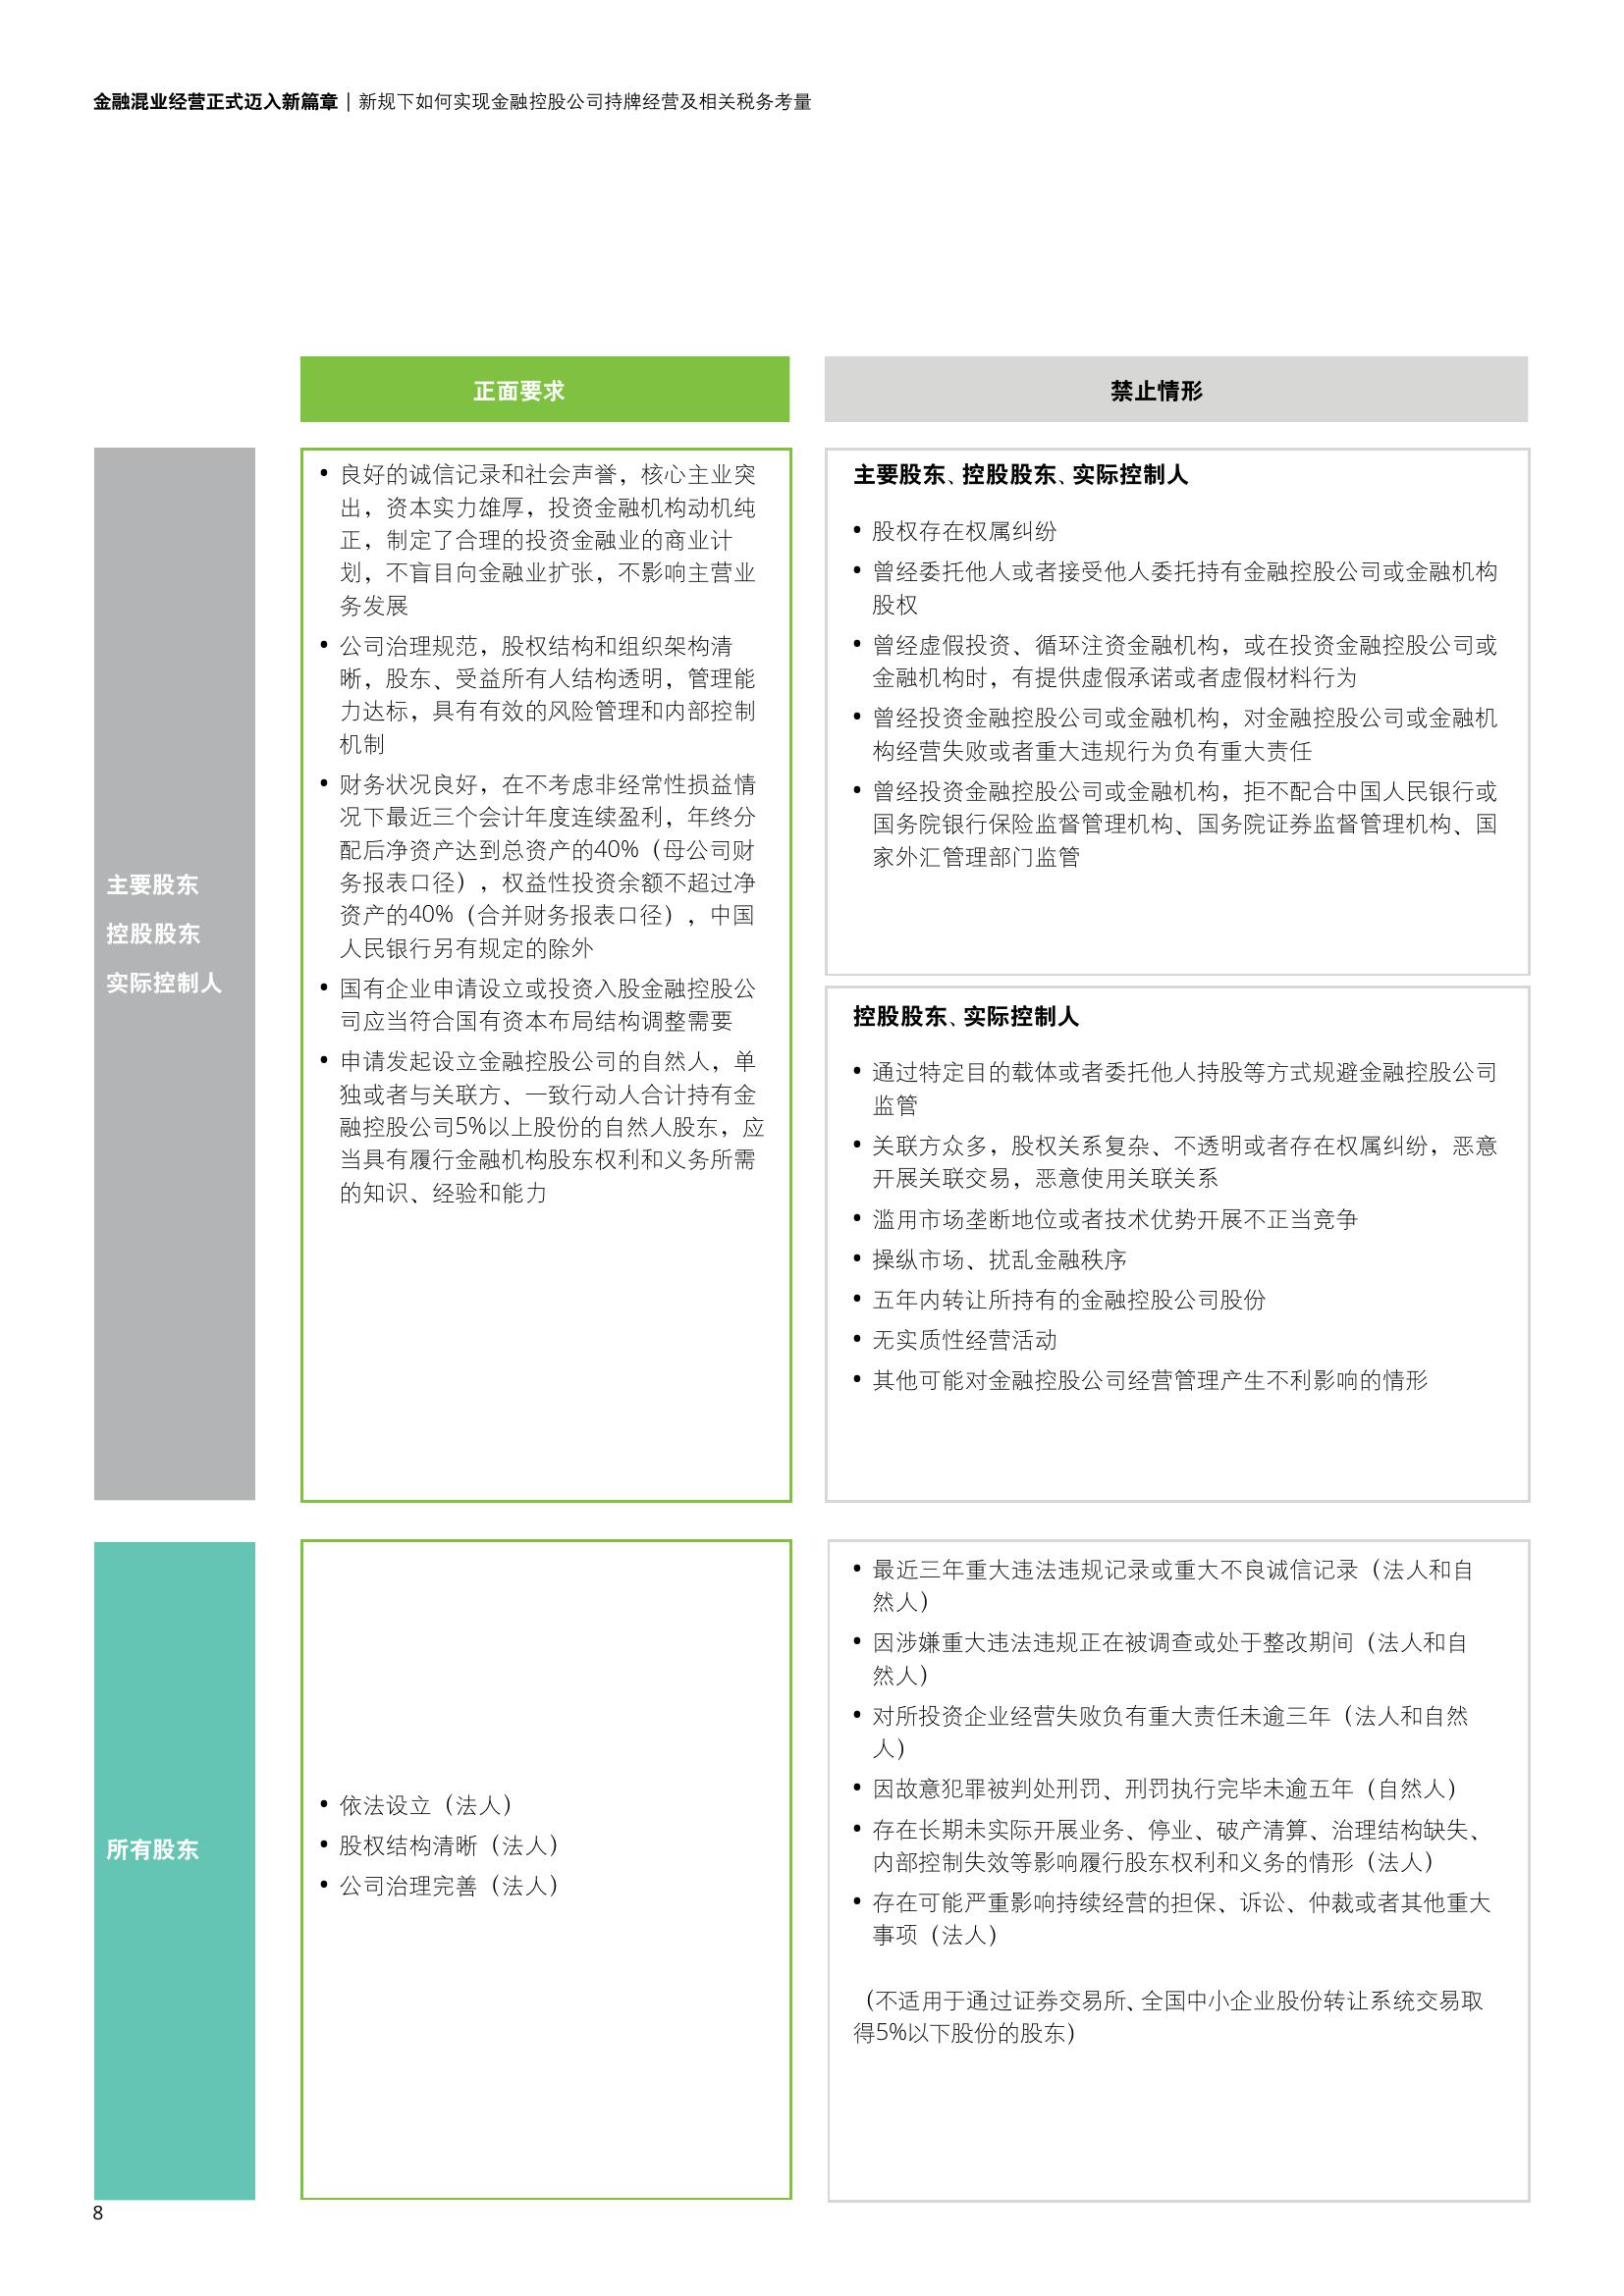 金融混业经营正式迈入新篇章 | 新规下如何实现金融控股公司持牌经营及相关税务考量
正面要求
禁止情形
主要股东
控股股东
实际控制人
• 良好的诚信记录和社会声誉，核心主业突
出，资本实力雄厚，投资金融机构动机纯
正，制定了合理的投资金融业的商业计
划，不盲目向金融业扩张，不影响主营业
务发展
• 公司治理规范，股权结构和组织架构清
晰，股东、受益所有人结构透明，管理能
力达标，具有有效的风险管理和内部控制
机制
• 财务状况良好，在不考虑非经常性损益情
况下最近三个会计年度连续盈利，年终分
配后净资产达到总资产的40%（母公司财
务报表口径），权益性投资余额不超过净
资产的40%（合并财务报表口径），中国
人民银行另有规定的除外
• 国有企业申请设立或投资入股金融控股公
司应当符合国有资本布局结构调整需要
• 申请发起设立金融控股公司的自然人，单
独或者与关联方、一致行动人合计持有金
融控股公司5%以上股份的自然人股东，应
当具有履行金融机构股东权利和义务所需
的知识、经验和能力
主要股东、控股股东、实际控制人
• 股权存在权属纠纷
• 曾经委托他人或者接受他人委托持有金融控股公司或金融机构
股权
• 曾经虚假投资、循环注资金融机构，或在投资金融控股公司或
金融机构时，有提供虚假承诺或者虚假材料行为
• 曾经投资金融控股公司或金融机构，对金融控股公司或金融机
构经营失败或者重大违规行为负有重大责任
• 曾经投资金融控股公司或金融机构，拒不配合中国人民银行或
国务院银行保险监督管理机构、国务院证券监督管理机构、国
家外汇管理部门监管
控股股东、实际控制人
• 通过特定目的载体或者委托他人持股等方式规避金融控股公司
监管
• 关联方众多，股权关系复杂、不透明或者存在权属纠纷，恶意
开展关联交易，恶意使用关联关系
• 滥用市场垄断地位或者技术优势开展不正当竞争
• 操纵市场、扰乱金融秩序
• 五年内转让所持有的金融控股公司股份
• 无实质性经营活动
• 其他可能对金融控股公司经营管理产生不利影响的情形
所有股东
• 依法设立（法人）
• 股权结构清晰（法人）
• 公司治理完善（法人）
• 最近三年重大违法违规记录或重大不良诚信记录（法人和自
然人）
• 因涉嫌重大违法违规正在被调查或处于整改期间（法人和自
然人）
• 对所投资企业经营失败负有重大责任未逾三年（法人和自然
人）
• 因故意犯罪被判处刑罚、刑罚执行完毕未逾五年（自然人）
• 存在长期未实际开展业务、停业、破产清算、治理结构缺失、
内部控制失效等影响履行股东权利和义务的情形（法人）
• 存在可能严重影响持续经营的担保、诉讼、仲裁或者其他重大
事项（法人）
（不适用于通过证券交易所、全国中小企业股份转让系统交易取
得5%以下股份的股东）
8